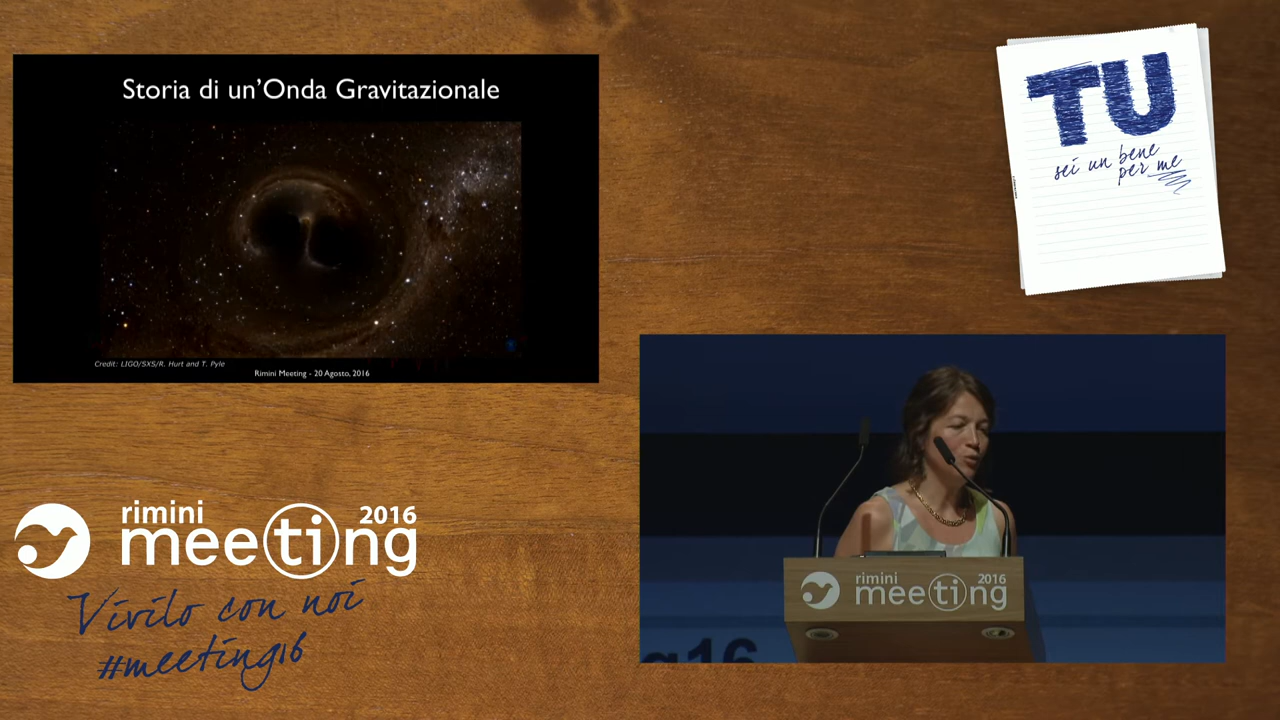 Storia di un'Onda Gravitazionale
Credit: LIGO/SXS/R. Hurt and T. Pyle
Rimini Meeting - 20 Agosto, 2016
TU
sei un bene
per me
rimini 2016
meeting
Vivilo con noi
#meeting16
rimini 2016
meeting
g16